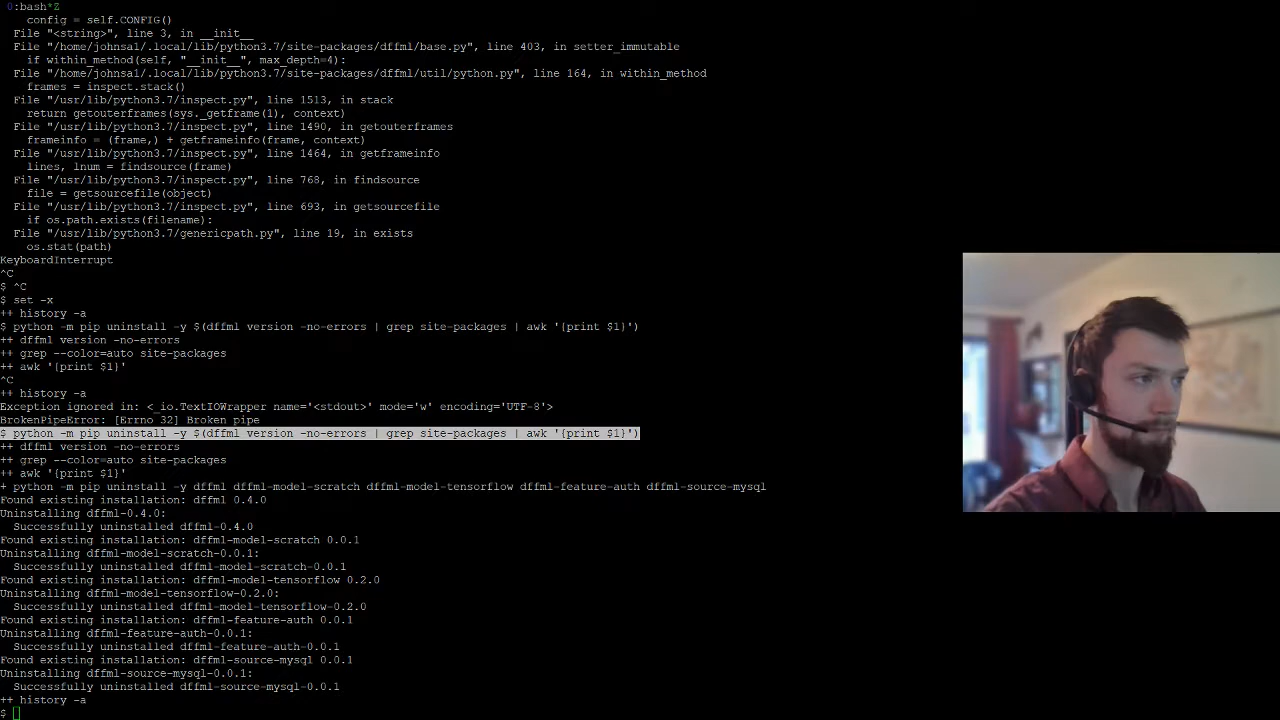 0:bash*Z
config = self.CONFIG()
File "<string>", line 3, in __init__
File "/home/johnsa1/.local/lib/python3.7/site-packages/dffml/base.py", line 403, in setter_immutable
if within_method(self, "__init__", max_depth=4):
File "/home/johnsa1/.local/lib/python3.7/site-packages/dffml/util/python.py", line 164, in within_method
frames = inspect.stack()
File "/usr/lib/python3.7/inspect.py", line 1513, in stack
return getouterframes(sys._getframe(1), context)
File "/usr/lib/python3.7/inspect.py", line 1490, in getouterframes
frameinfo = (frame,) + getframeinfo(frame, context)
File "/usr/lib/python3.7/inspect.py", line 1464, in getframeinfo
lines, lnum = findsource(frame)
File "/usr/lib/python3.7/inspect.py", line 768, in findsource
file = getsourcefile(object)
File "/usr/lib/python3.7/inspect.py", line 693, in getsourcefile
if os.path.exists(filename):
File "/usr/lib/python3.7/genericpath.py", line 19, in exists
os.stat(path)
KeyboardInterrupt
^C
$ ^C
$ set -x
++ history -a
$ python -m pip uninstall -y $(dffml version -no-errors | grep site-packages | awk '{print $1}')
++ dffml version -no-errors
++ grep --color=auto site-packages
++ awk '{print $1}'
^C
++ history -a
Exception ignored in: <_io.TextIOWrapper name='<stdout>' mode='w' encoding='UTF-8'>
BrokenPipeError: [Errno 32] Broken pipe
$ python -m pip uninstall -y $(dffml version -no-errors | grep site-packages | awk '{print $1}')
++ dffml version -no-errors
++ grep --color=auto site-packages
++ awk '{print $1}'
+ python -m pip uninstall -y dffml dffml-model-scratch dffml-model-tensorflow dffml-feature-auth dffml-source-mysql
Found existing installation: dffml 0.4.0
Uninstalling dffml-0.4.0:
Successfully uninstalled dffml-0.4.0
Found existing installation: dffml-model-scratch 0.0.1
Uninstalling dffml-model-scratch-0.0.1:
Successfully uninstalled dffml-model-scratch-0.0.1
Found existing installation: dffml-model-tensorflow 0.2.0
Uninstalling dffml-model-tensorflow-0.2.0:
Successfully uninstalled dffml-model-tensorflow-0.2.0
Found existing installation: dffml-feature-auth 0.0.1
Uninstalling dffml-feature-auth-0.0.1:
Successfully uninstalled dffml-feature-auth-0.0.1
Found existing installation: dffml-source-mysql 0.0.1
Uninstalling dffml-source-mysql-0.0.1:
Successfully uninstalled dffml-source-mysql-0.0.1
++ history -a
$